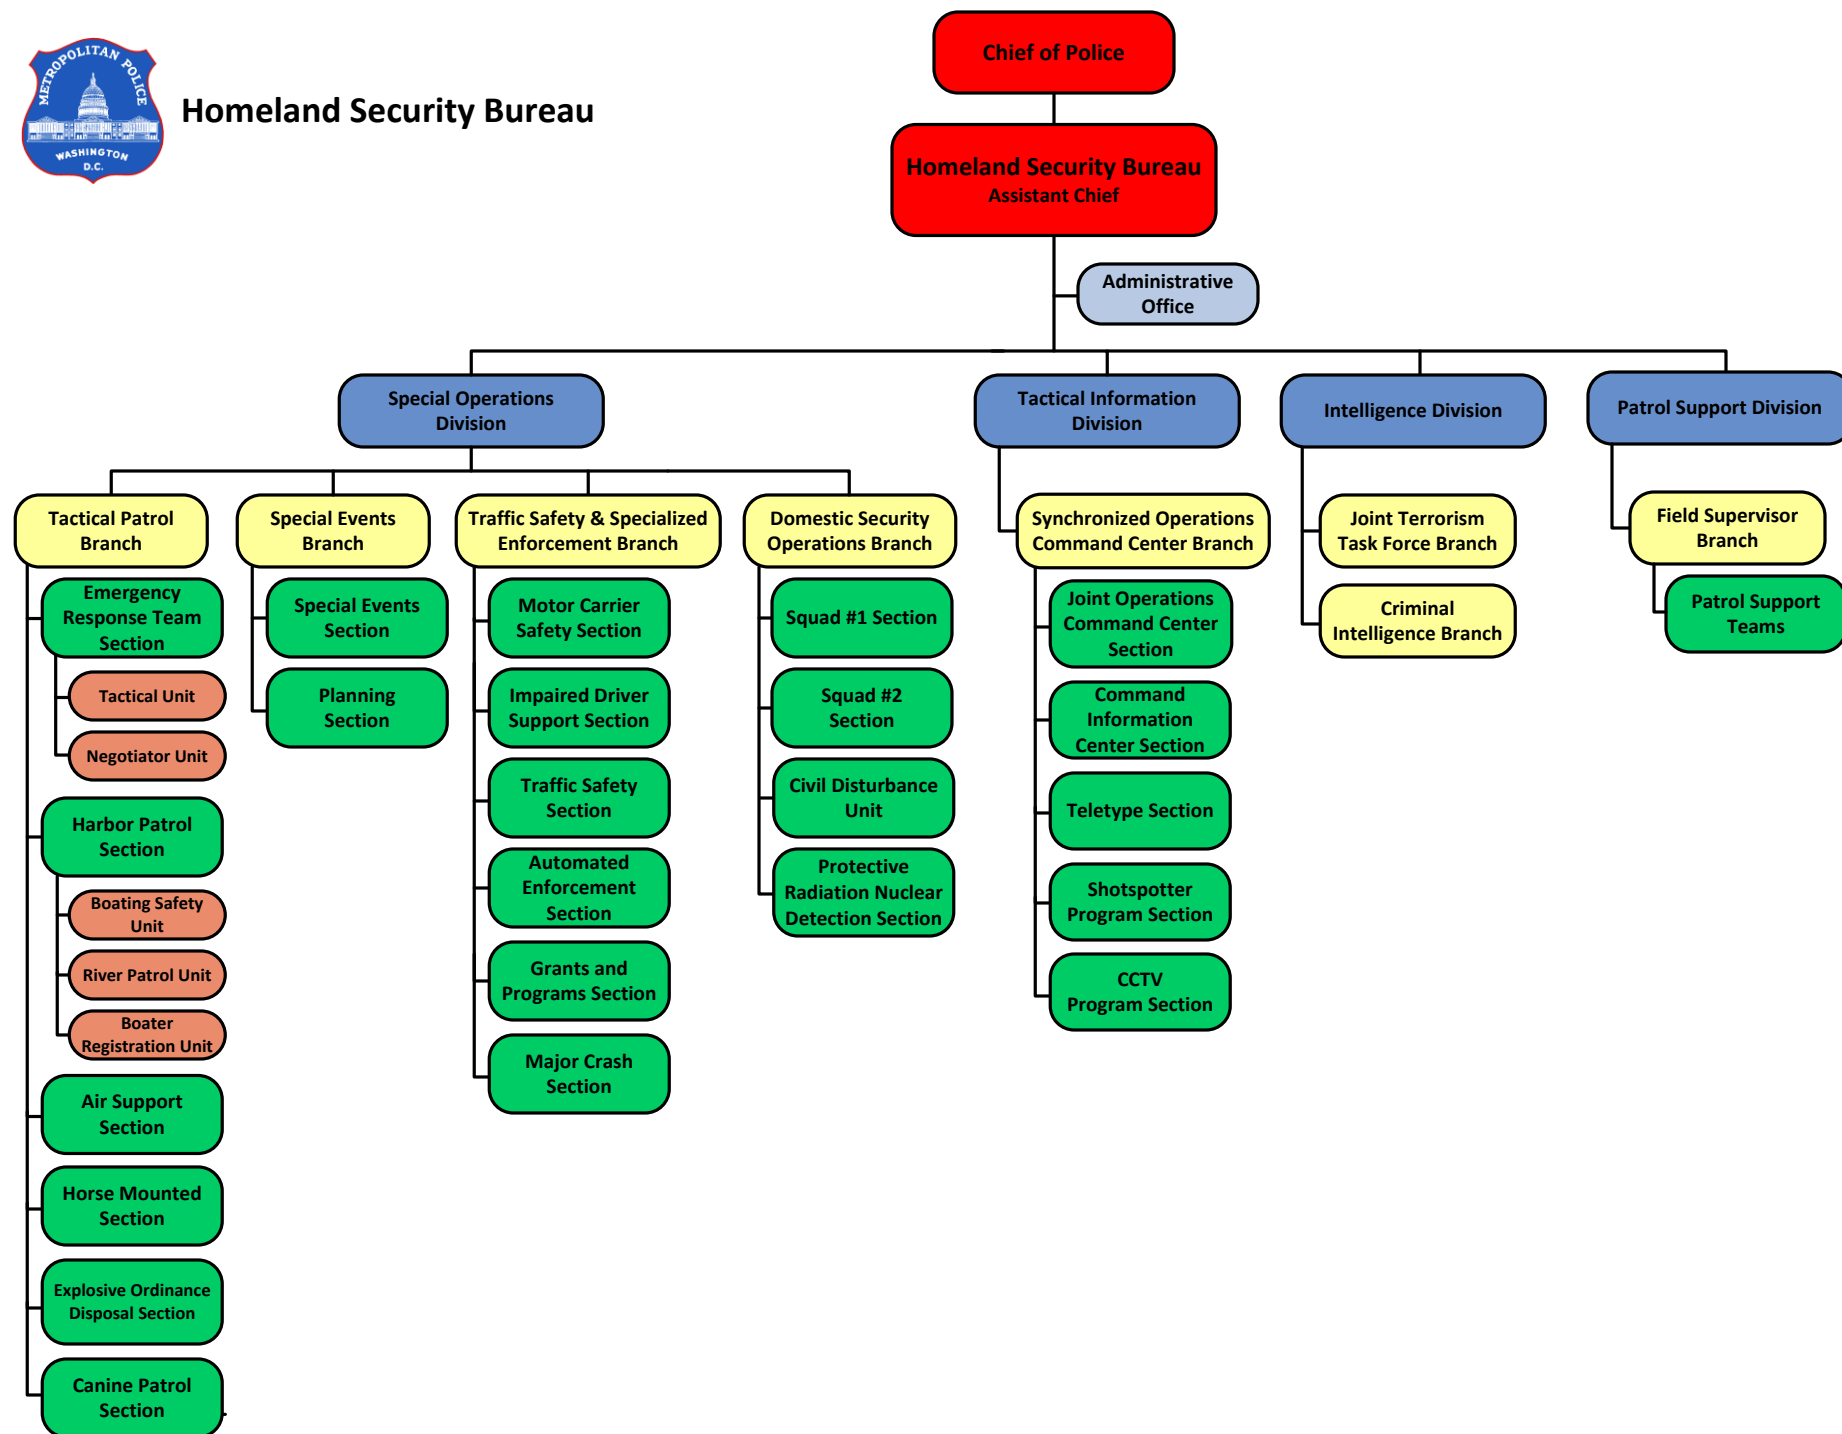 METROPOLITAN POLICE
WASHINGTON
D.C.
Homeland Security Bureau
Chief of Police
Homeland Security Bureau
Assistant Chief
Administrative
Office
Special Operations
Division
Tactical Information
Division
Intelligence Division
Patrol Support Division
Tactical Patrol
Branch
Special Events
Branch
Traffic Safety & Specialized
Enforcement Branch
Domestic Security
Operations Branch
Synchronized Operations
Command Center Branch
Joint Terrorism
Task Force Branch
Field Supervisor
Branch
Emergency
Response Team
Section
Tactical Unit
Negotiator Unit
Harbor Patrol
Section
Boating Safety
Unit
River Patrol Unit
Boater
Registration Unit
Air Support
Section
Horse Mounted
Section
Explosive Ordinance
Disposal Section
Canine Patrol
Section
Special Events
Section
Planning
Section
Motor Carrier
Safety Section
Impaired Driver
Support Section
Traffic Safety
Section
Automated
Enforcement
Section
Grants and
Programs Section
Major Crash
Section
Squad #1 Section
Squad #2
Section
Civil Disturbance
Unit
Protective
Radiation Nuclear
Detection Section
Joint Operations
Command Center
Section
Command
Information
Center Section
Teletype Section
Shotspotter
Program Section
CCTV
Program Section
Criminal
Intelligence Branch
Patrol Support
Teams